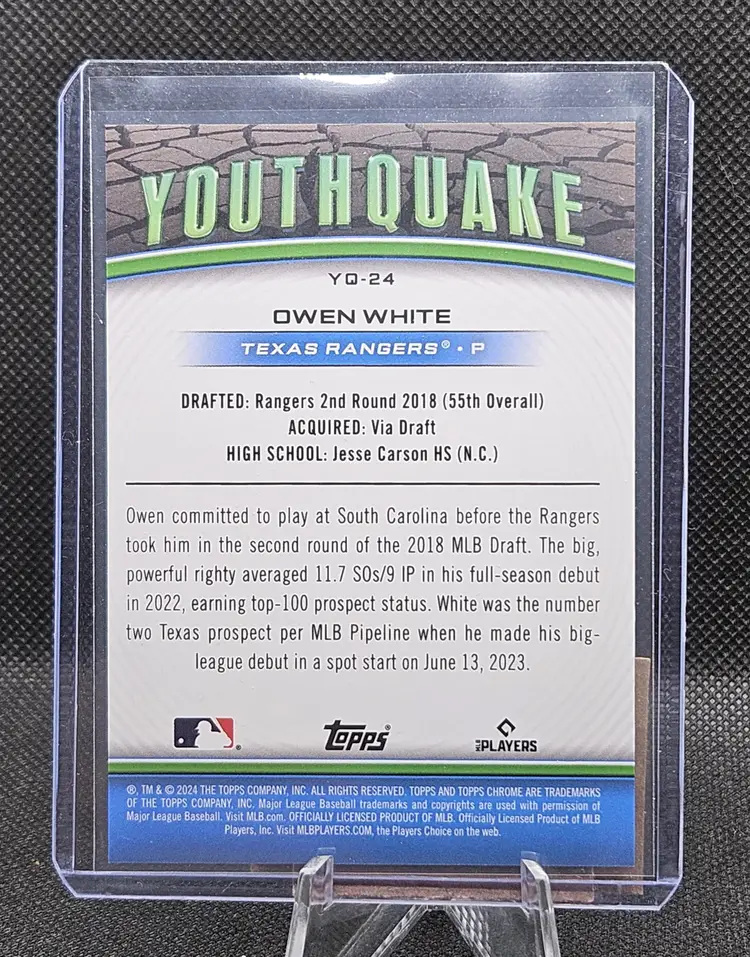 YOUTHQUAKE
YQ-24
OWEN WHITE
TEXAS RANGERS® • P
DRAFTED: Rangers 2nd Round 2018 (55th Overall)
ACQUIRED: Via Draft
HIGH SCHOOL: Jesse Carson HS (N.C.)
Owen committed to play at South Carolina before the Rangers
took him in the second round of the 2018 MLB Draft. The big,
powerful righty averaged 11.7 SOs/9 IP in his full-season debut
in 2022, earning top-100 prospect status. White was the number
two Texas prospect per MLB Pipeline when he made his big-
league debut in a spot start on June 13, 2023.
® Topps® MLB PLAYERS
®, TM & © 2024 THE TOPPS COMPANY, INC. ALL RIGHTS RESERVED. TOPPS AND TOPPS CHROME ARE TRADEMARKS
OF THE TOPPS COMPANY, INC. Major League Baseball trademarks and copyrights are used with permission of
Major League Baseball. Visit MLB.com. OFFICIALLY LICENSED PRODUCT OF MLB. Officially Licensed Product of MLB
Players, Inc. Visit MLBPLAYERS.COM, the Players Choice on the web.